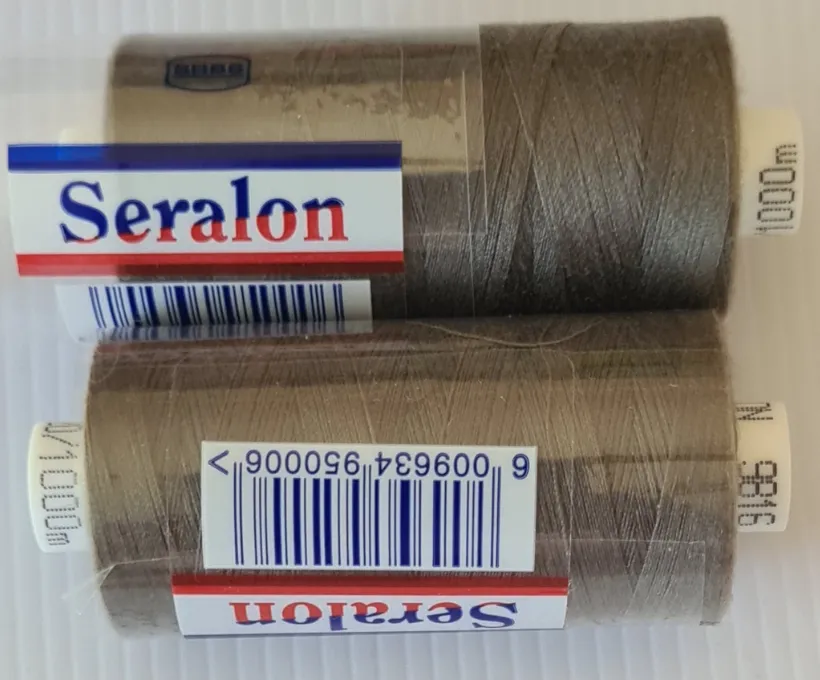 Seralon
1000m
/1000m
N
9816
6 009634 950006 >
Seralon